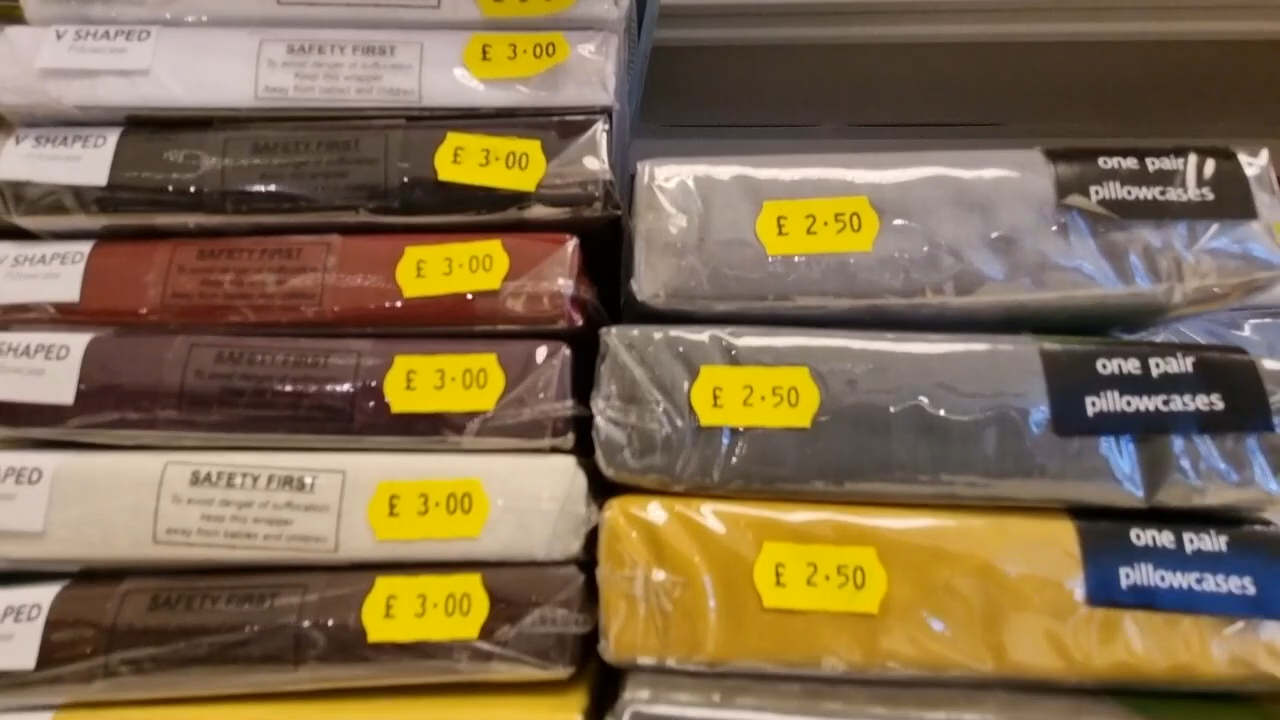 V SHAPED
Pillowcase
SAFETY FIRST
To avoid danger of suffocation
Keep this wrapper
Away from babies and children
£ 3·00
V SHAPED
SAFETY FIRST
£ 3·00
V SHAPED
SAFETY FIRST
£ 3·00
SHAPED
SAFETY FIRST
£ 3·00
PED
SAFETY FIRST
To avoid danger of suffocation
Keep this wrapper
away from babies and children
£ 3·00
PED
SAFETY FIRST
£ 3·00
one pair
pillowcases
£ 2·50
one pair
pillowcases
£ 2·50
one pair
pillowcases
£ 2·50